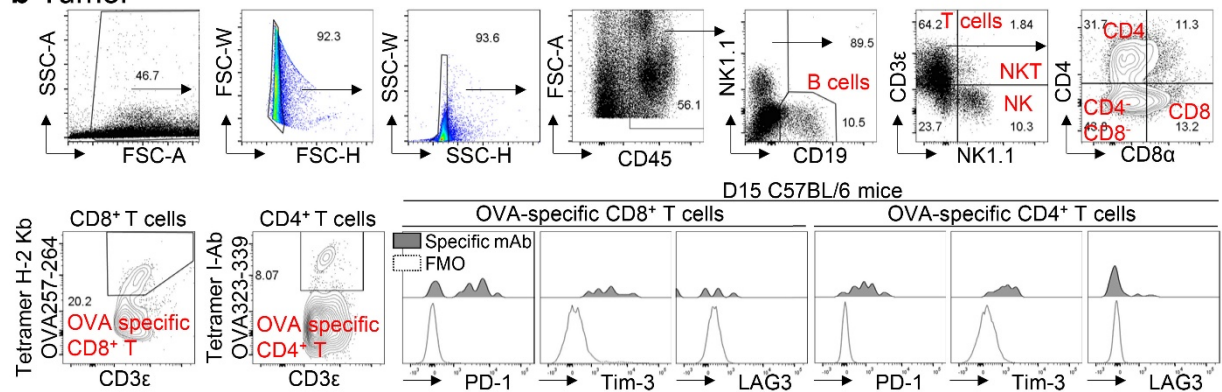 b Tumor
SSC-A
46.7
FSC-A
FSC-W
92.3
FSC-H
SSC-W
93.6
SSC-H
FSC-A
56.1
CD45
NK1.1
89.5
B cells
10.5
CD19
CD3ε
64.2
T cells
1.84
NKT
NK
23.7
10.3
NK1.1
CD4
31.7
CD4
11.3
CD4-
CD8-
CD8
13.2
CD8α
D15 C57BL/6 mice
CD8+ T cells
Tetramer H-2 Kb
OVA257-264
20.2
OVA specific
CD8+ T
CD3ε
CD4+ T cells
Tetramer I-Ab
OVA323-339
8.07
OVA specific
CD4+ T
CD3ε
OVA-specific CD8+ T cells
Specific mAb
FMO
PD-1
Tim-3
LAG3
OVA-specific CD4+ T cells
PD-1
Tim-3
LAG3